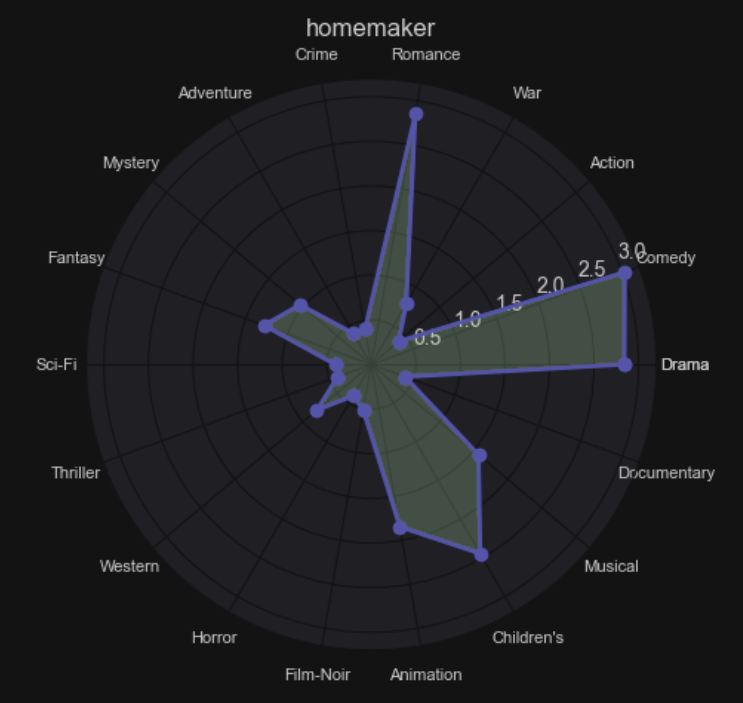 homemaker
Crime
Romance
Adventure
War
Mystery
Action
Fantasy
Comedy
3.0
2.5
2.0
1.5
1.0
0.5
Sci-Fi
Drama
Thriller
Documentary
Western
Musical
Horror
Children's
Film-Noir
Animation